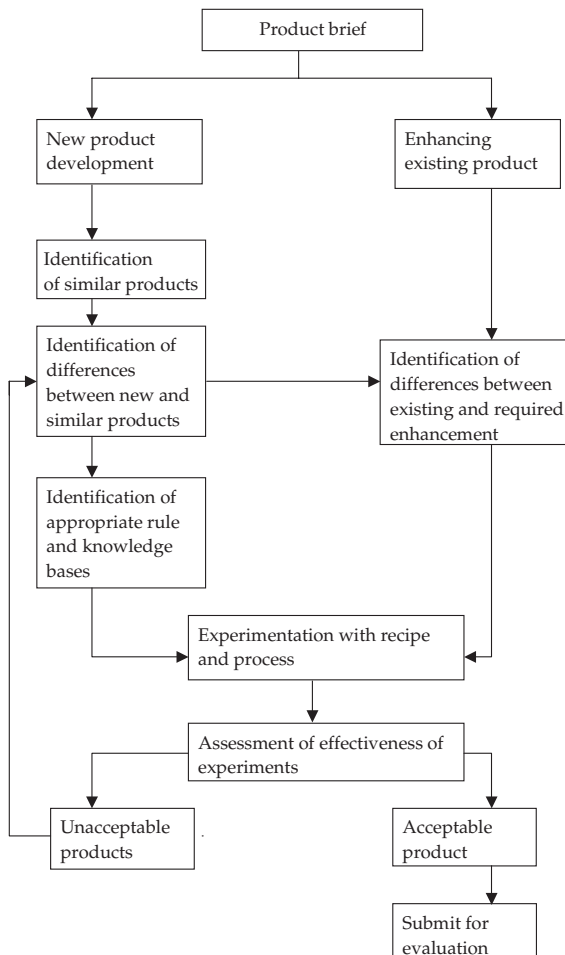 Product brief
New product
development
Enhancing
existing product
Identification
of similar products
Identification of
differences
between new and
similar products
Identification of
differences between
existing and required
enhancement
Identification of
appropriate rule
and knowledge
bases
Experimentation with recipe
and process
Assessment of effectiveness of
experiments
Unacceptable
products
Acceptable
product
Submit for
evaluation